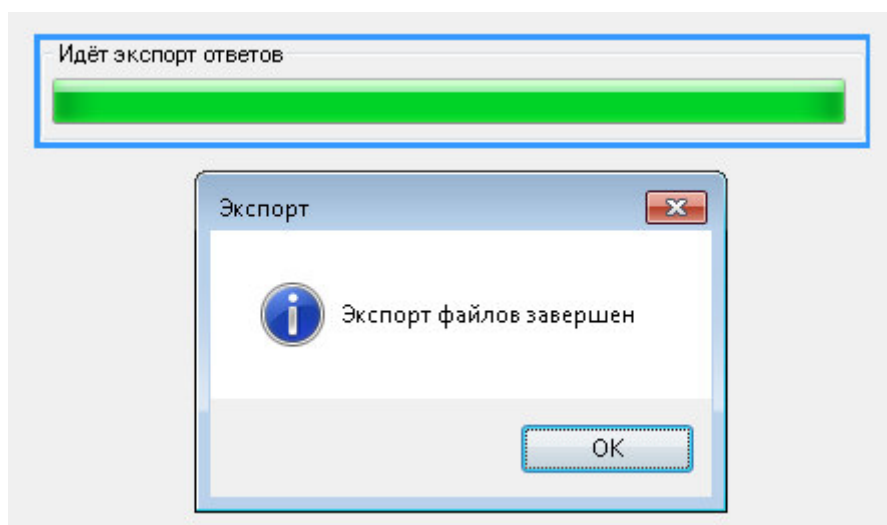 Идёт экспорт ответов
Экспорт
Экспорт файлов завершен
OK